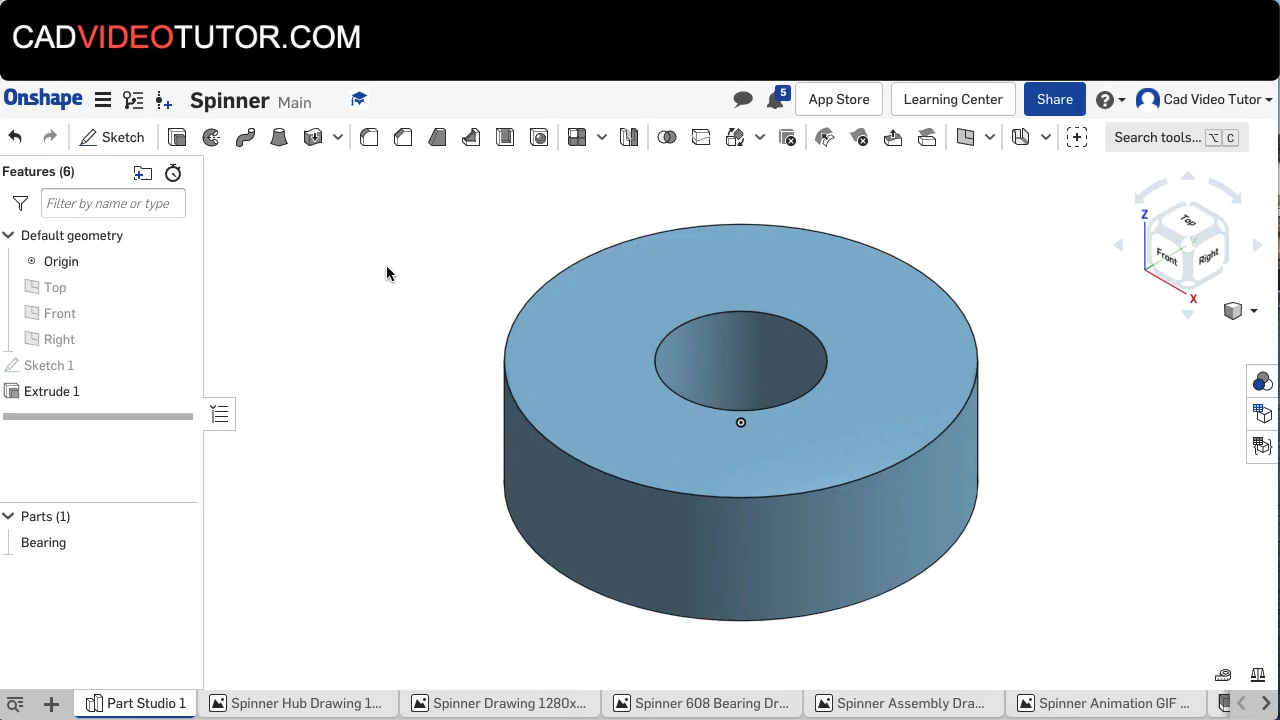 CADVIDEOTUTOR.COM
Onshape Spinner Main 5 App Store Learning Center Share Cad Video Tutor
Sketch Search tools... ⌥ C
Features (6)
Filter by name or type
Default geometry
Origin
Top
Front
Right
Sketch 1
Extrude 1
Parts (1)
Bearing
Z
Top
Y
Front
Right
X
Part Studio 1 Spinner Hub Drawing 1... Spinner Drawing 1280x... Spinner 608 Bearing Dr... Spinner Assembly Dra... Spinner Animation GIF ...